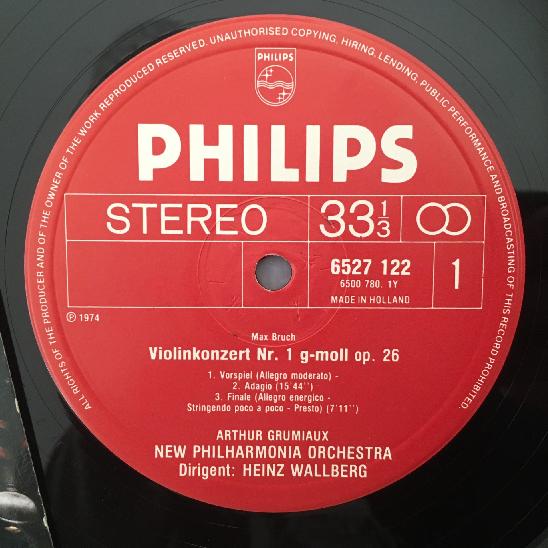 ALL RIGHTS OF THE PRODUCER AND OF THE OWNER OF THE WORK REPRODUCED RESERVED. UNAUTHORISED COPYING, HIRING, LENDING, PUBLIC PERFORMANCE AND BROADCASTING OF THIS RECORD PROHIBITED.
PHILIPS
PHILIPS
STEREO 33 1/3
6527 122
6500 780. 1Y
MADE IN HOLLAND
1
℗ 1974
Max Bruch
Violinkonzert Nr. 1 g-moll op. 26
1. Vorspiel (Allegro moderato) -
2. Adagio (15'44'')
3. Finale (Allegro energico -
Stringendo poco a poco - Presto) (7'11'')
ARTHUR GRUMIAUX
NEW PHILHARMONIA ORCHESTRA
Dirigent: HEINZ WALLBERG